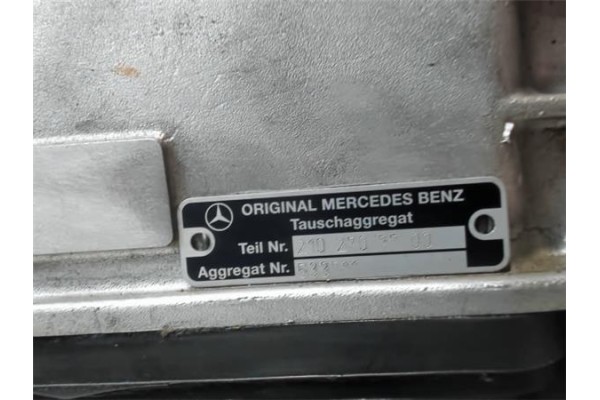 ORIGINAL MERCEDES BENZ
Tauschaggregat
Teil Nr.
Aggregat Nr.